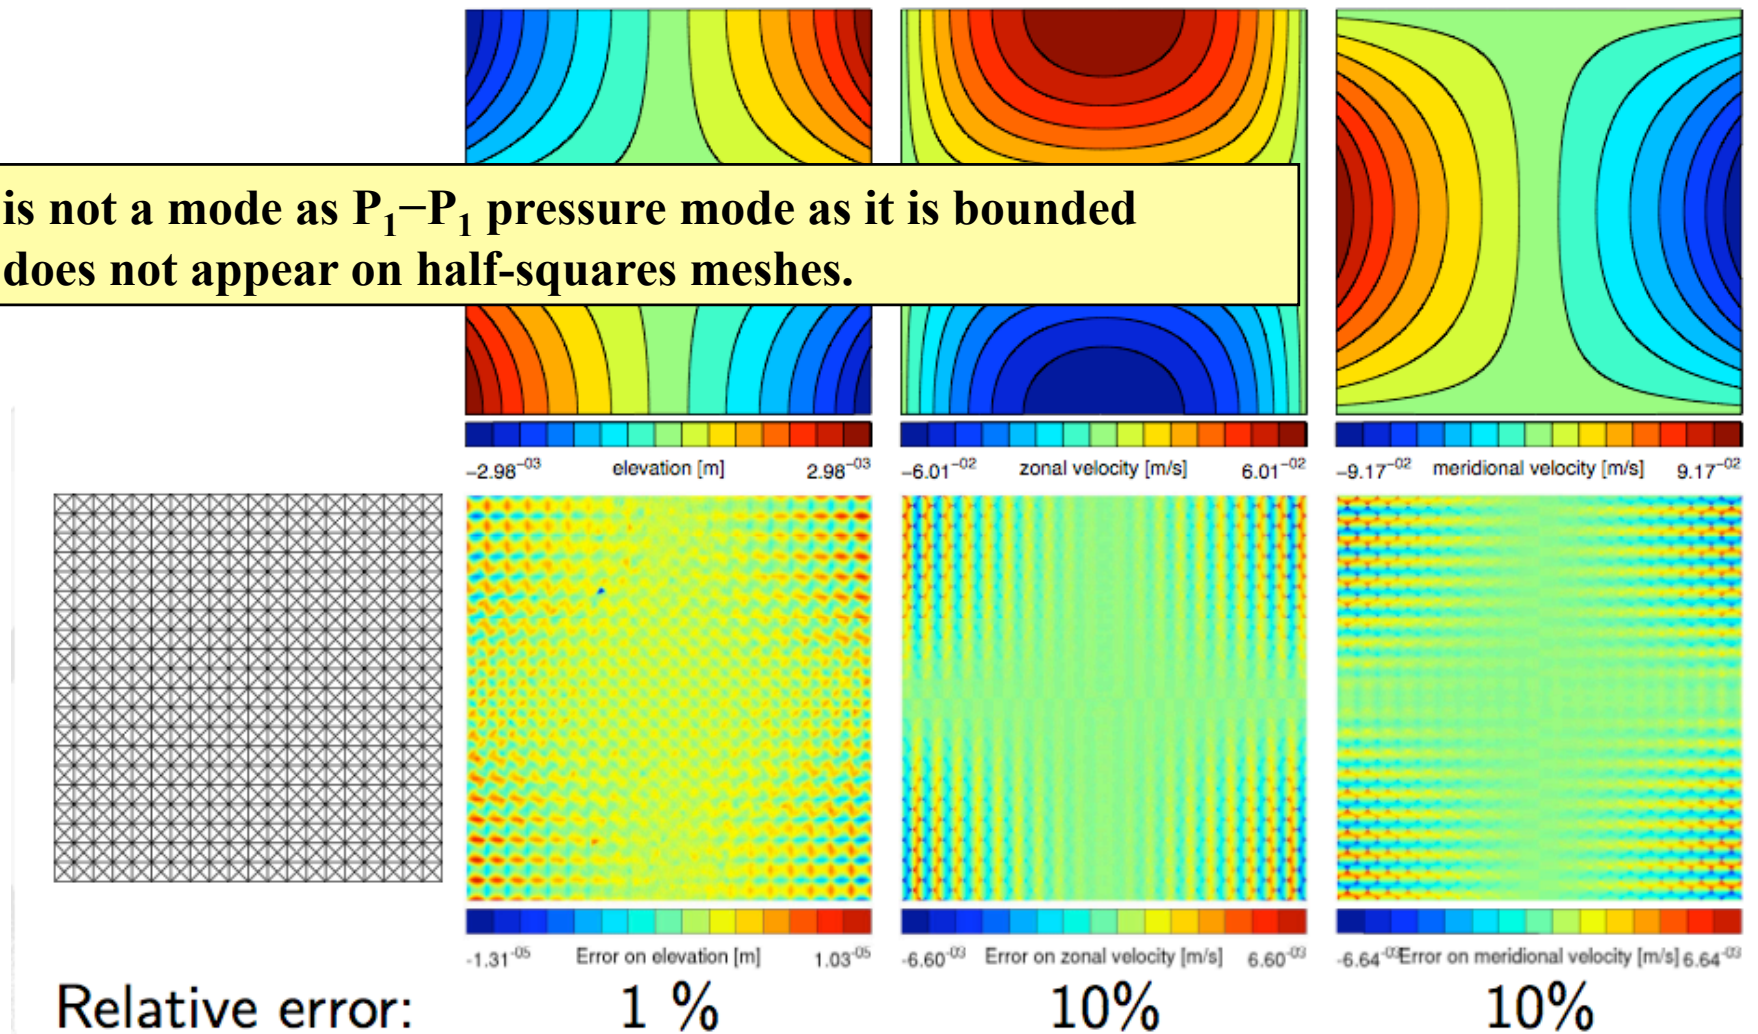 is not a mode as P₁−P₁ pressure mode as it is bounded
does not appear on half-squares meshes.
−2.98⁻⁰³ elevation [m] 2.98⁻⁰³
−6.01⁻⁰² zonal velocity [m/s] 6.01⁻⁰²
−9.17⁻⁰² meridional velocity [m/s] 9.17⁻⁰²
-1.31⁻⁰⁵ Error on elevation [m] 1.03⁻⁰⁵
-6.60⁻⁰³ Error on zonal velocity [m/s] 6.60⁻⁰³
-6.64⁻⁰³ Error on meridional velocity [m/s] 6.64⁻⁰³
Relative error: 1 % 10% 10%